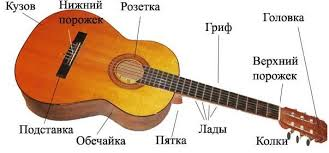 Кузов
Нижний
порожек
Розетка
Гриф
Головка
Верхний
порожек
Подставка
Обечайка
Пятка
Лады
Колки